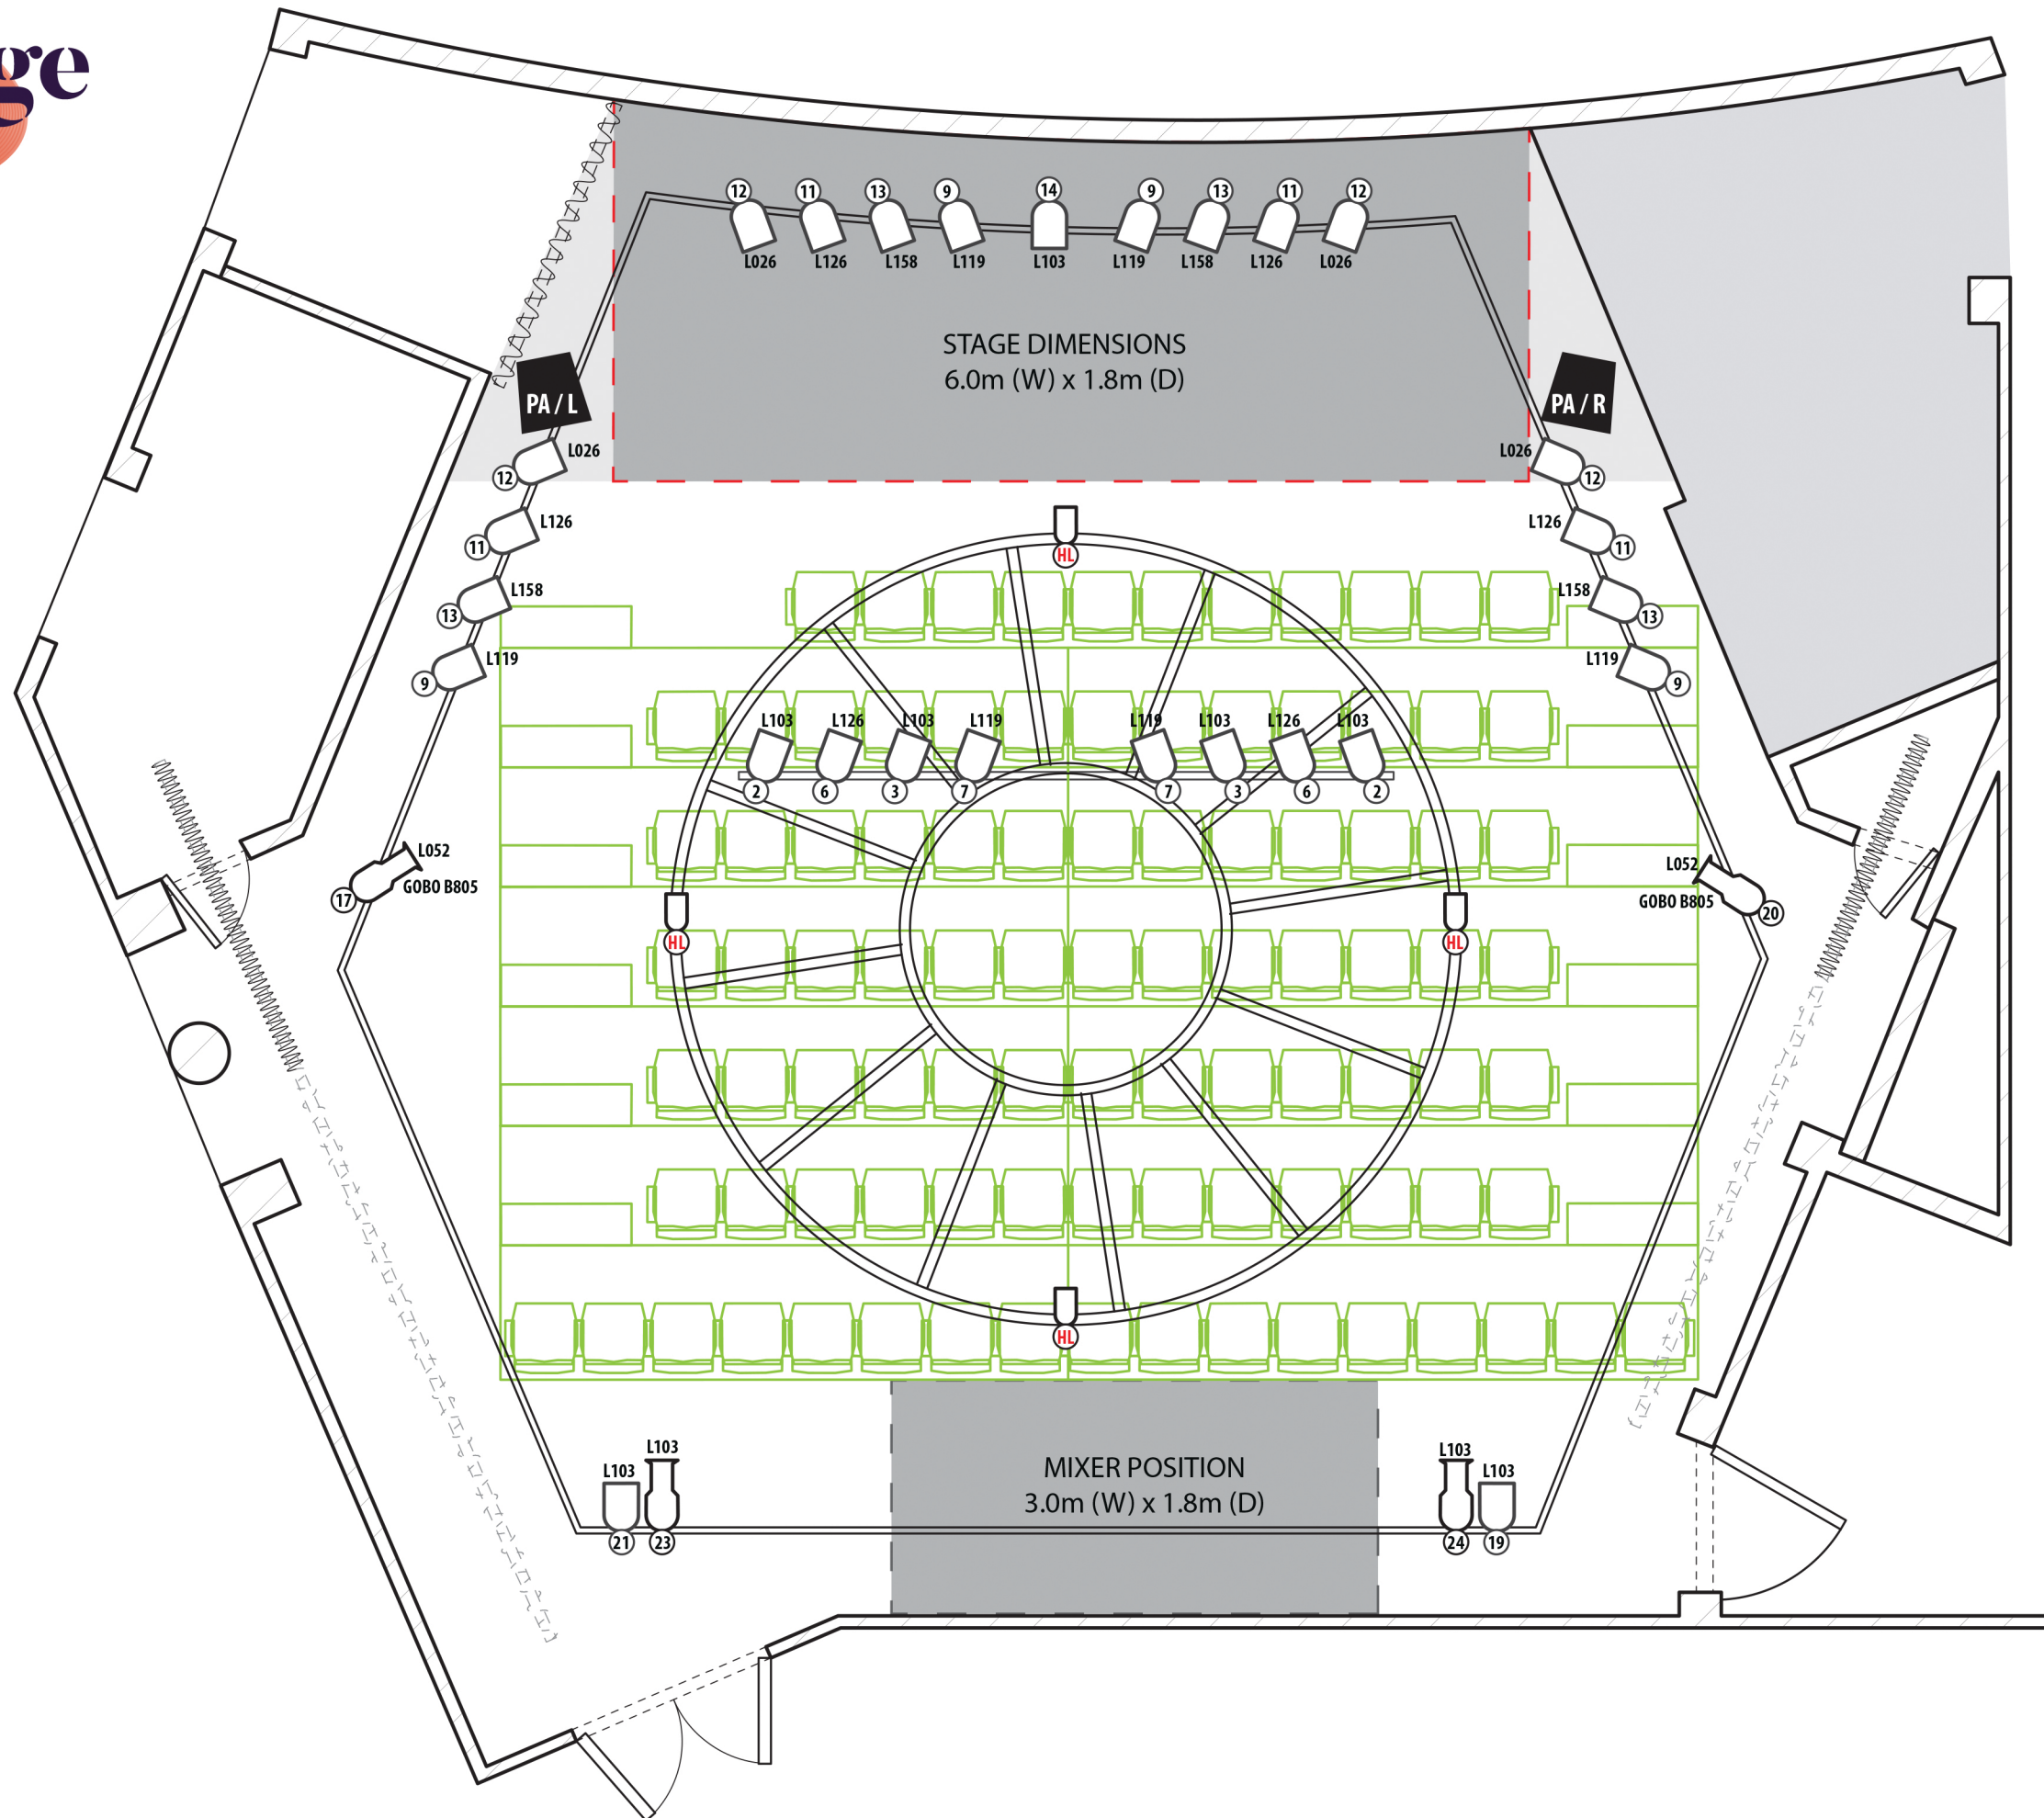 ge
12 11 13 9 14 9 13 11 12
L026 L126 L158 L119 L103 L119 L158 L126 L026
STAGE DIMENSIONS
6.0m (W) x 1.8m (D)
PA / L
PA / R
L026
12
L026
12
L126
11
L126
11
L158
13
L158
13
L119
9
L119
9
HL
L103 L126 L103 L119 L119 L103 L126 L103
2 6 3 7 7 3 6 2
L052
GOBO B805
17
L052
GOBO B805
20
HL
HL
HL
L103
L103
21
23
L103
L103
24
19
MIXER POSITION
3.0m (W) x 1.8m (D)